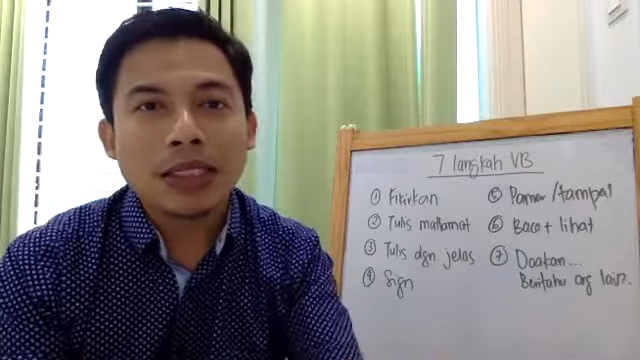 7 langkah VB
① Fikirkan
② Tulis matlamat
③ Tulis dgn jelas
④ Sign
⑤ Pamer/tampal
⑥ Baca + lihat
⑦ Doakan...
Beritahu org lain.